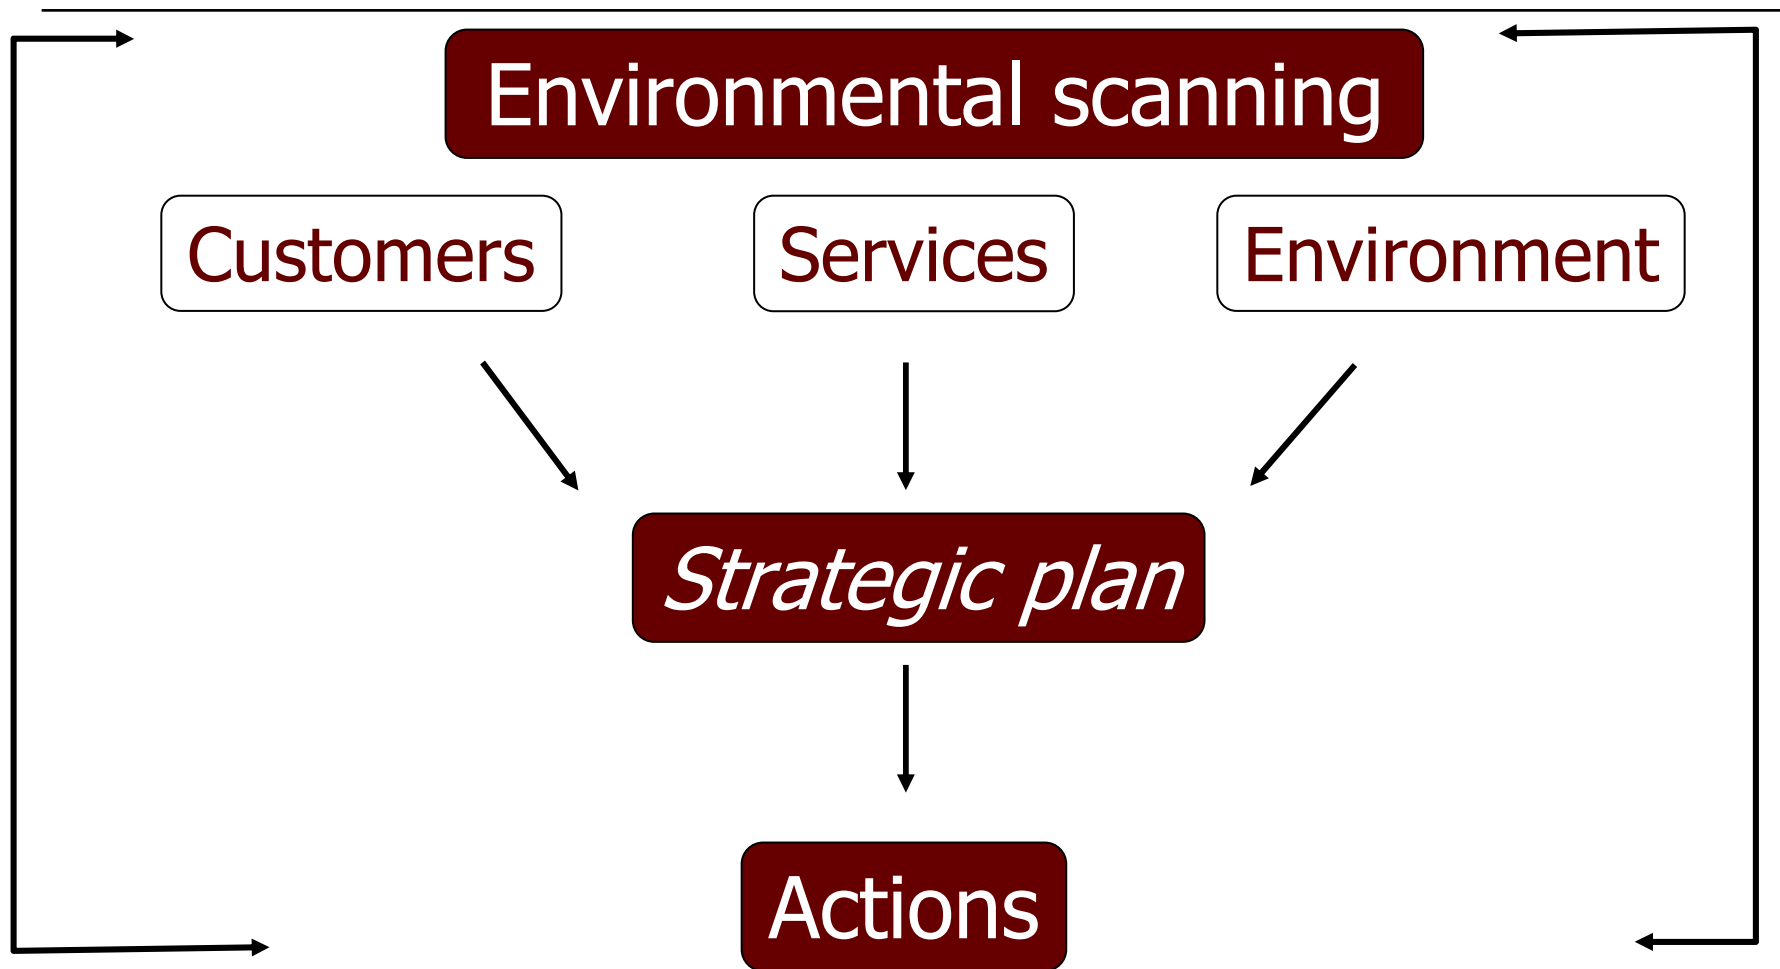 Environmental scanning
Customers
Services
Environment
Strategic plan
Actions